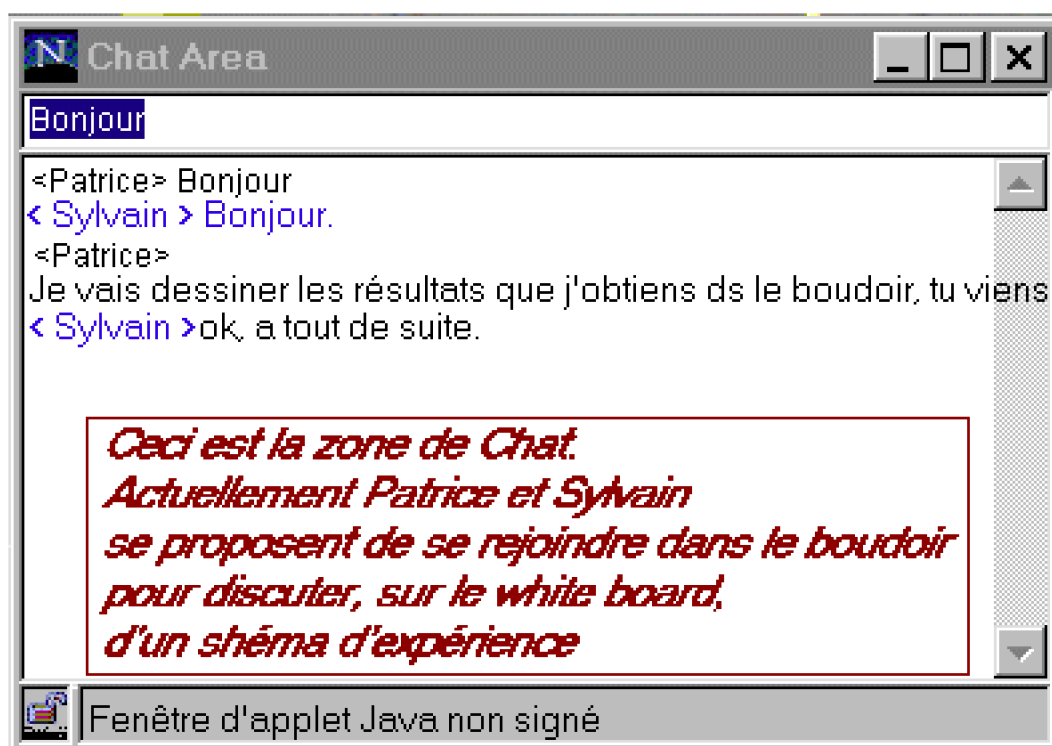 Chat Area
Bonjour
<Patrice> Bonjour
< Sylvain > Bonjour.
<Patrice>
Je vais dessiner les résultats que j'obtiens ds le boudoir, tu viens
< Sylvain >ok, a tout de suite.
Ceci est la zone de Chat.
Actuellement Patrice et Sylvain
se proposent de se rejoindre dans le boudoir
pour discuter, sur le white board,
d'un shéma d'expérience
Fenêtre d'applet Java non signé